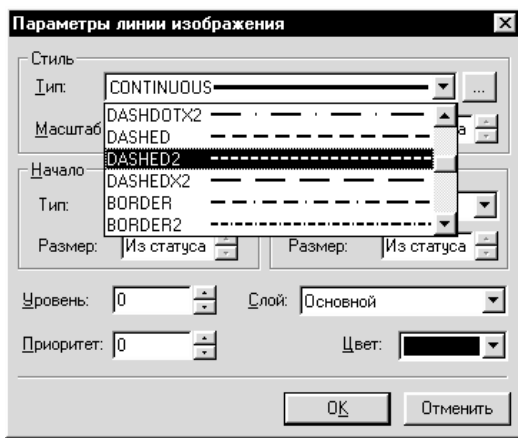 Параметры линии изображения
Стиль
Тип: CONTINUOUS ...
DASHDOTX2
Масштаб а
DASHED
DASHED2
Начало
DASHEDX2
Тип: BORDER
BORDER2
Размер: Из статуса Размер: Из статуса
Уровень: 0 Слой: Основной
Приоритет: 0 Цвет:
OK Отменить